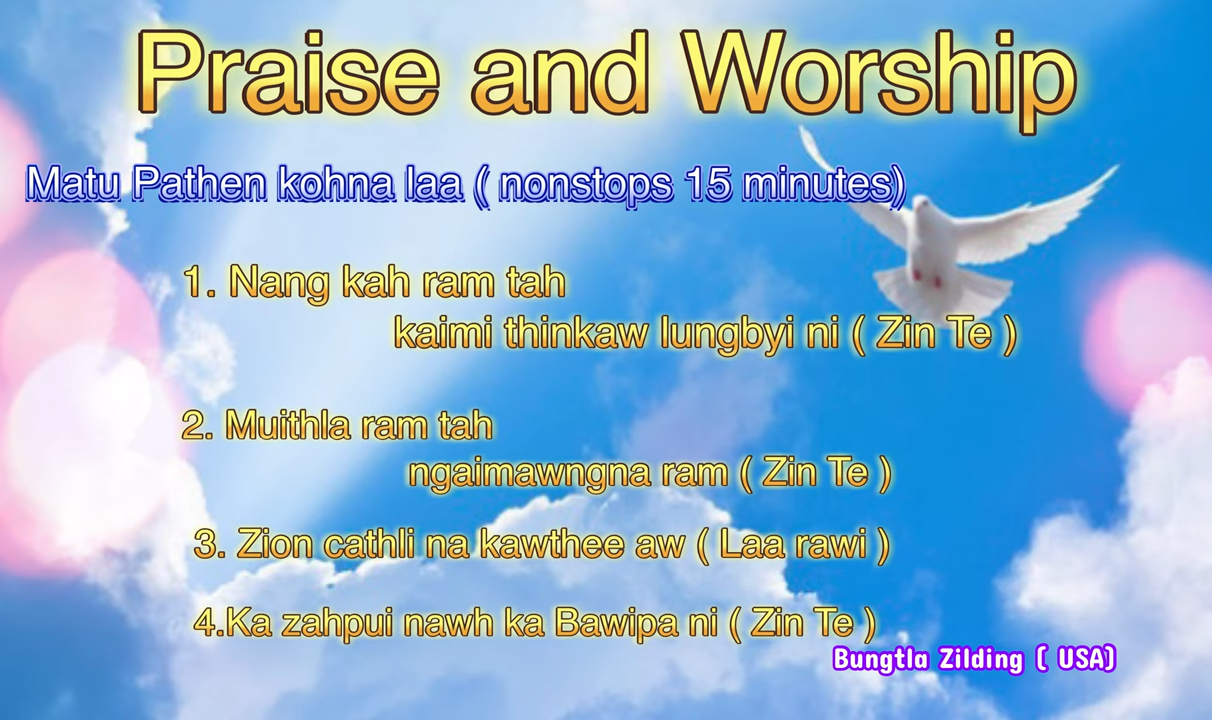 Praise and Worship
Matu Pathen kohna laa ( nonstops 15 minutes)
1. Nang kah ram tah
kaimi thinkaw lungbyi ni ( Zin Te )
2. Muithla ram tah
ngaimawngna ram ( Zin Te )
3. Zion cathli na kawthee aw ( Laa rawi )
4.Ka zahpui nawh ka Bawipa ni ( Zin Te )
Bungtla Zilding ( USA)